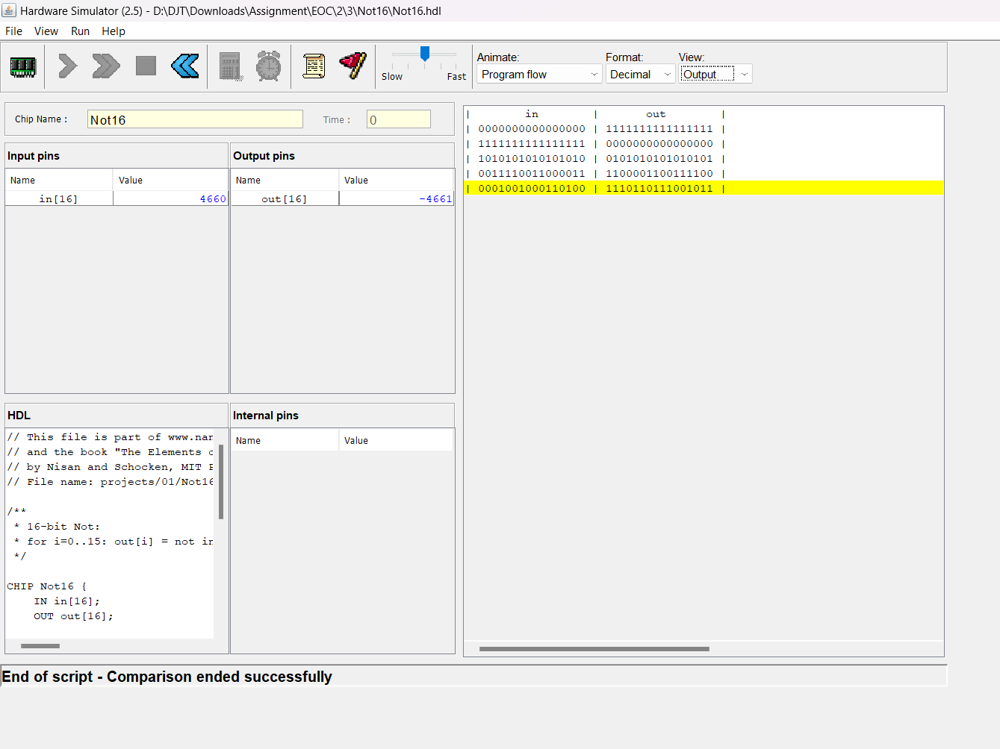 Hardware Simulator (2.5) - D:\DJT\Downloads\Assignment\EOC\2\3\Not16\Not16.hdl
File View Run Help
Slow Fast
Animate: Format: View:
Program flow Decimal Output
Chip Name : Not16 Time : 0
Input pins
Name Value
in[16] 4660
Output pins
Name Value
out[16] -4661
HDL
// This file is part of www.nan
// and the book "The Elements o
// by Nisan and Schocken, MIT P
// File name: projects/01/Not16
/**
* 16-bit Not:
* for i=0..15: out[i] = not in
*/
CHIP Not16 {
IN in[16];
OUT out[16];
Internal pins
Name Value
| in | out |
| 0000000000000000 | 1111111111111111 |
| 1111111111111111 | 0000000000000000 |
| 1010101010101010 | 0101010101010101 |
| 0011110011000011 | 1100001100111100 |
| 0001001000110100 | 1110110111001011 |
End of script - Comparison ended successfully